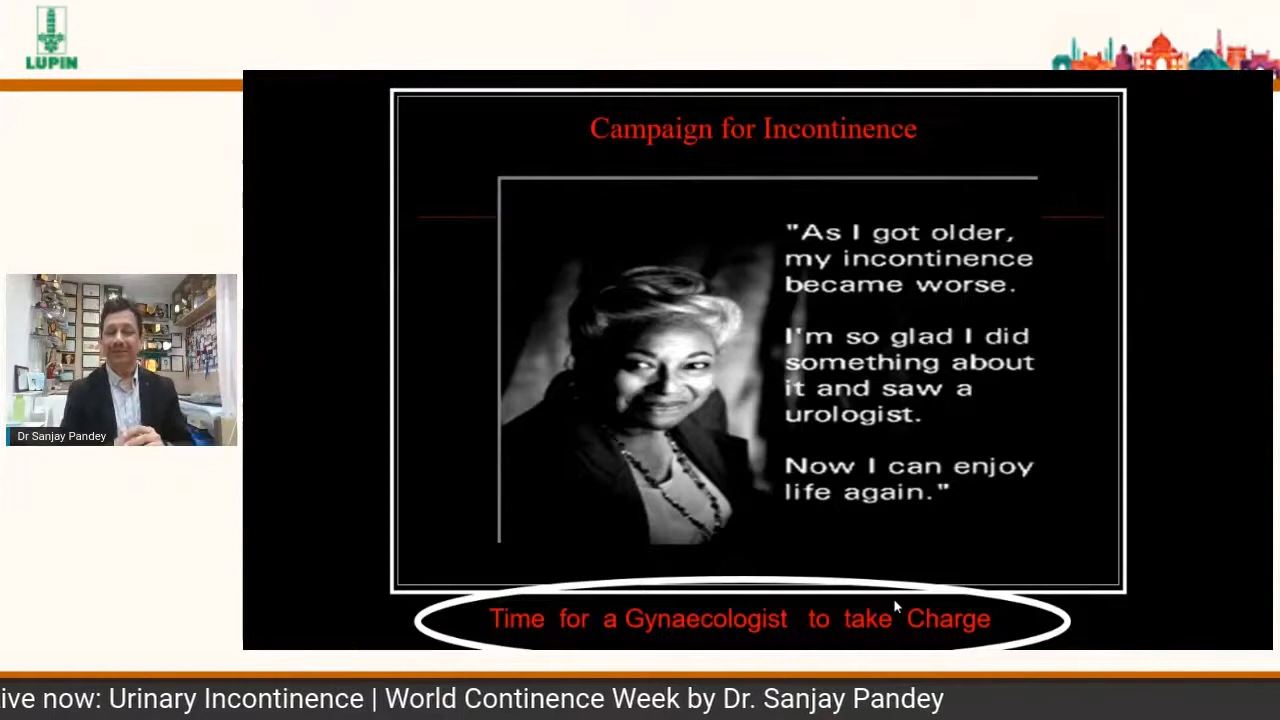 LUPIN
Campaign for Incontinence
"As I got older,
my incontinence
became worse.
I'm so glad I did
something about
it and saw a
urologist.
Now I can enjoy
life again."
Dr Sanjay Pandey
Time for a Gynaecologist to take Charge
ive now: Urinary Incontinence | World Continence Week by Dr. Sanjay Pandey